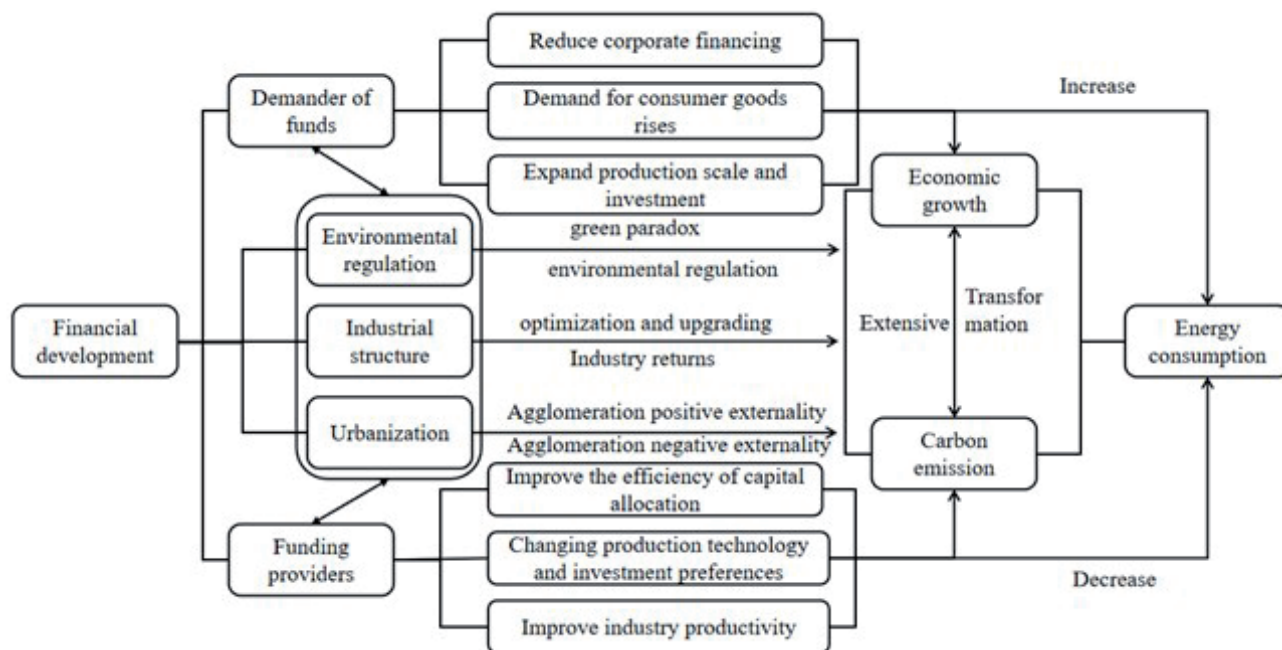 Reduce corporate financing
Demander of
funds
Demand for consumer goods
rises
Increase
Expand production scale and
investment
Economic
growth
green paradox
Environmental
regulation
environmental regulation
Financial
development
Industrial
structure
optimization and upgrading
Industry returns
Extensive
Transfor
mation
Energy
consumption
Urbanization
Agglomeration positive externality
Agglomeration negative externality
Carbon
emission
Improve the efficiency of capital
allocation
Funding
providers
Changing production technology
and investment preferences
Decrease
Improve industry productivity